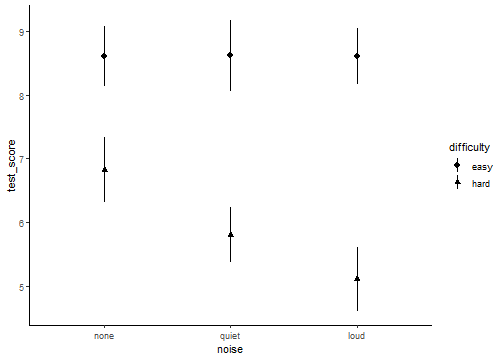 9
8
7
6
5
test_score
none
quiet
loud
noise
difficulty
easy
hard